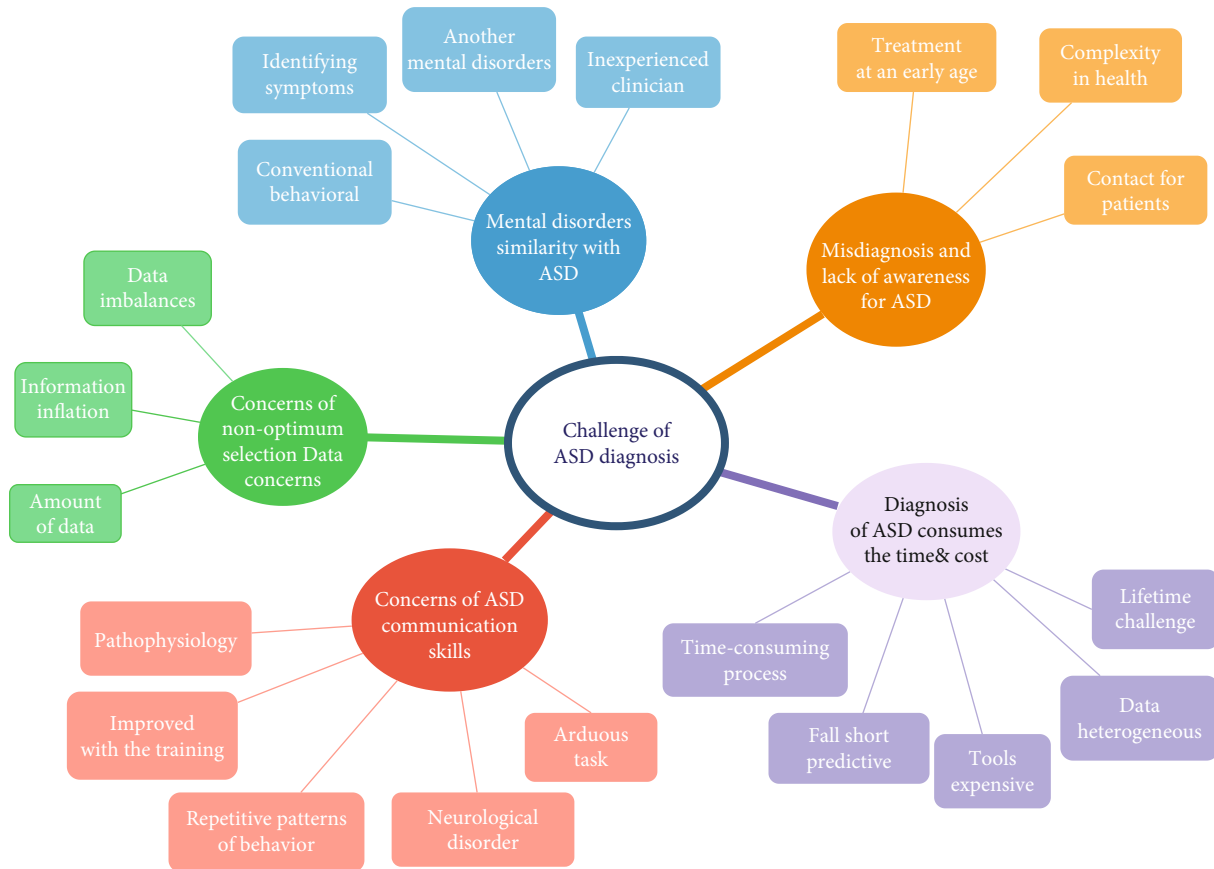 Another
mental disorders
Identifying
symptoms
Inexperienced
clinician
Conventional
behavioral
Mental disorders
similarity with
ASD
Treatment
at an early age
Complexity
in health
Contact for
patients
Misdiagnosis and
lack of awareness
for ASD
Data
imbalances
Information
inflation
Amount
of data
Concerns of
non-optimum
selection Data
concerns
Challenge of
ASD diagnosis
Diagnosis
of ASD consumes
the time& cost
Lifetime
challenge
Time-consuming
process
Data
heterogeneous
Fall short
predictive
Tools
expensive
Concerns of ASD
communication
skills
Pathophysiology
Improved
with the training
Arduous
task
Repetitive patterns
of behavior
Neurological
disorder